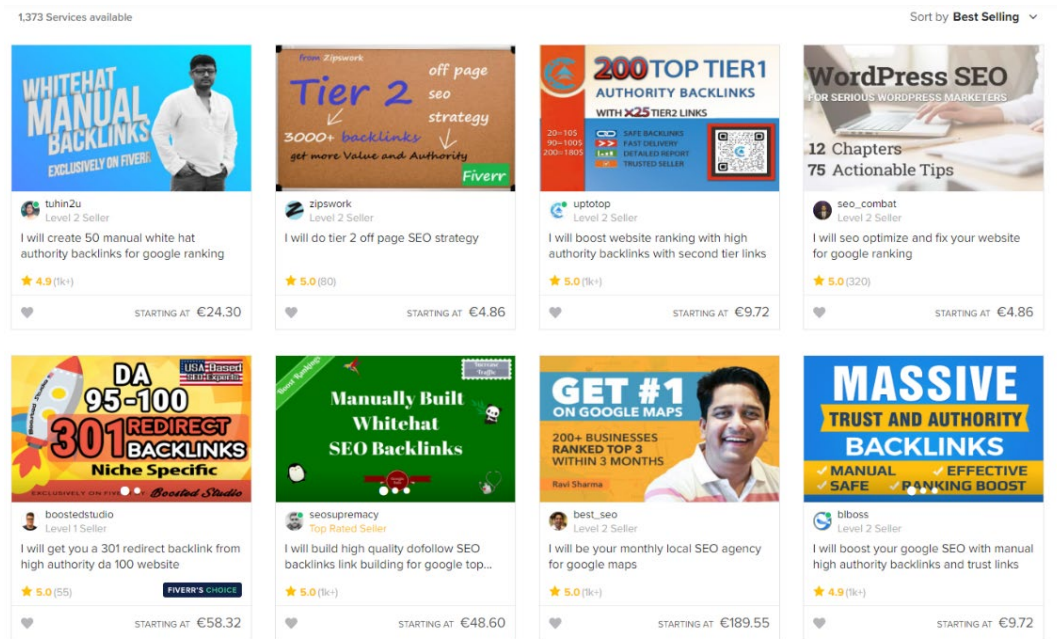 1,373 Services available
Sort by Best Selling
WHITEHAT
MANUAL
BACKLINKS
EXCLUSIVELY ON FIVERR
tuhin2u
Level 2 Seller
I will create 50 manual white hat
authority backlinks for google ranking
4.9 (1k+)
STARTING AT €24.30
from Zipswork
Tier 2
off page
seo
strategy
3000+ backlinks
get more Value and Authority
Fiverr
zipswork
Level 2 Seller
I will do tier 2 off page SEO strategy
5.0 (80)
STARTING AT €4.86
200 TOP TIER1
AUTHORITY BACKLINKS
WITH X25 TIER2 LINKS
20-10$
90-100$
200-180$
SAFE BACKLINKS
FAST DELIVERY
DETAILED REPORT
TRUSTED SELLER
uptotop
Level 2 Seller
I will boost website ranking with high
authority backlinks with second tier links
5.0 (1k+)
STARTING AT €9.72
WordPress SEO
FOR SERIOUS WORDPRESS MARKETERS
12 Chapters
75 Actionable Tips
seo_combat
Level 2 Seller
I will seo optimize and fix your website
for google ranking
5.0 (320)
STARTING AT €4.86
USA-Based
SEO Experts
DA
95-100
301 REDIRECT
BACKLINKS
Niche Specific
EXCLUSIVELY ON
Boosted Studio
boostedstudio
Level 1 Seller
I will get you a 301 redirect backlink from
high authority da 100 website
5.0 (55)
FIVERR'S CHOICE
STARTING AT €58.32
Boost Rankings
Increase
Traffic
Manually Built
Whitehat
SEO Backlinks
seosupremacy
Top Rated Seller
I will build high quality dofollow SEO
backlinks link building for google top...
5.0 (1k+)
STARTING AT €48.60
GET #1
ON GOOGLE MAPS
200+ BUSINESSES
RANKED TOP 3
WITHIN 3 MONTHS
Ravi Sharma
best_seo
Level 2 Seller
I will be your monthly local SEO agency
for google maps
5.0 (1k+)
STARTING AT €189.55
MASSIVE
TRUST AND AUTHORITY
BACKLINKS
MANUAL
EFFECTIVE
SAFE
RANKING BOOST
blboss
Level 2 Seller
I will boost your google SEO with manual
high authority backlinks and trust links
4.9 (1k+)
STARTING AT €9.72